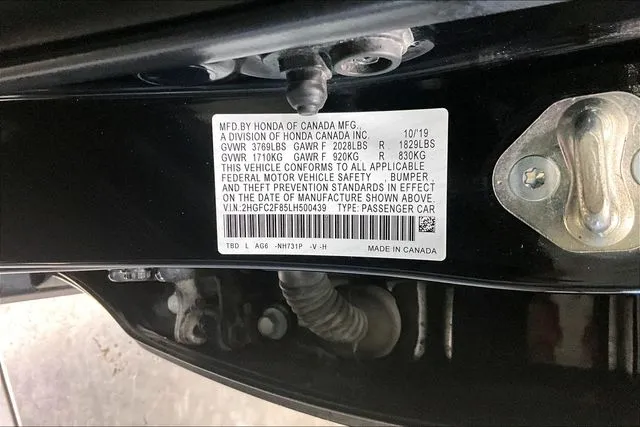 MFD.BY HONDA OF CANADA MFG.,
A DIVISION OF HONDA CANADA INC. 10/19
GVWR 3769LBS GAWR F 2028LBS R 1829LBS
GVWR 1710KG GAWR F 920KG R 830KG
THIS VEHICLE CONFORMS TO ALL APPLICABLE
FEDERAL MOTOR VEHICLE SAFETY , BUMPER ,
AND THEFT PREVENTION STANDARDS IN EFFECT
ON THE DATE OF MANUFACTURE SHOWN ABOVE.
V.I.N.:2HGFC2F85LH500439 TYPE: PASSENGER CAR
TBD L AG6 -NH731P -V -H MADE IN CANADA